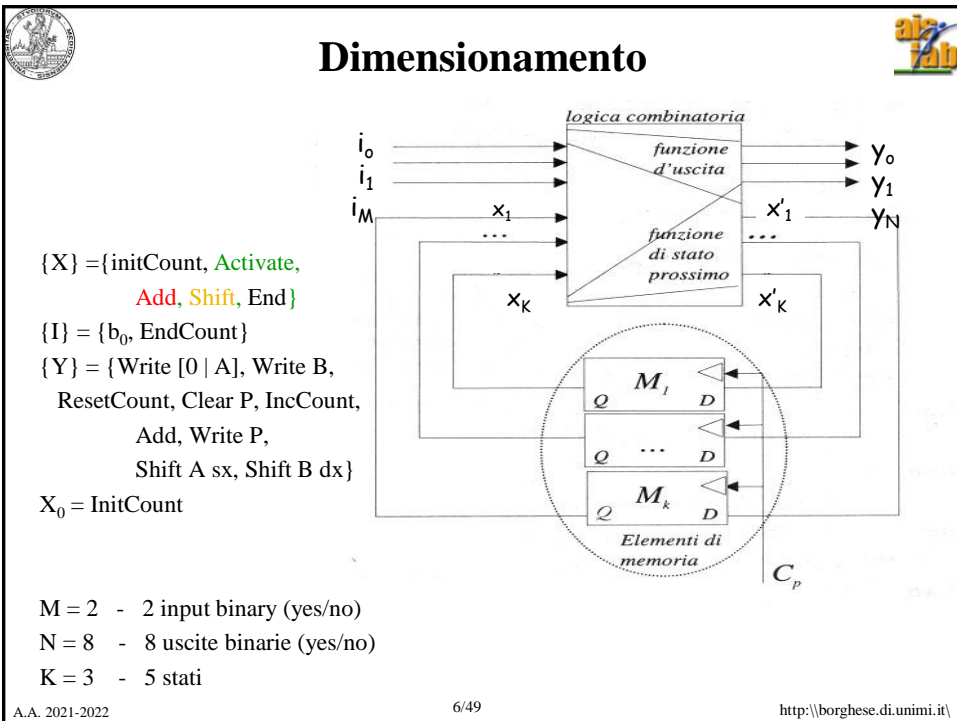 Dimensionamento
logica combinatoria
i₀
i₁
i_M
x₁
...
x_K
funzione
d'uscita
funzione
di stato
prossimo
y₀
y₁
y_N
x'₁
...
x'_K
{X} ={initCount, Activate,
Add, Shift, End}
{I} = {b₀, EndCount}
{Y} = {Write [0 | A], Write B,
ResetCount, Clear P, IncCount,
Add, Write P,
Shift A sx, Shift B dx}
X₀ = InitCount
M₁
Q D
...
Q D
M_k
Q D
Elementi di
memoria
C_p
M = 2 - 2 input binary (yes/no)
N = 8 - 8 uscite binarie (yes/no)
K = 3 - 5 stati
A.A. 2021-2022
6/49
http:\\borghese.di.unimi.it\